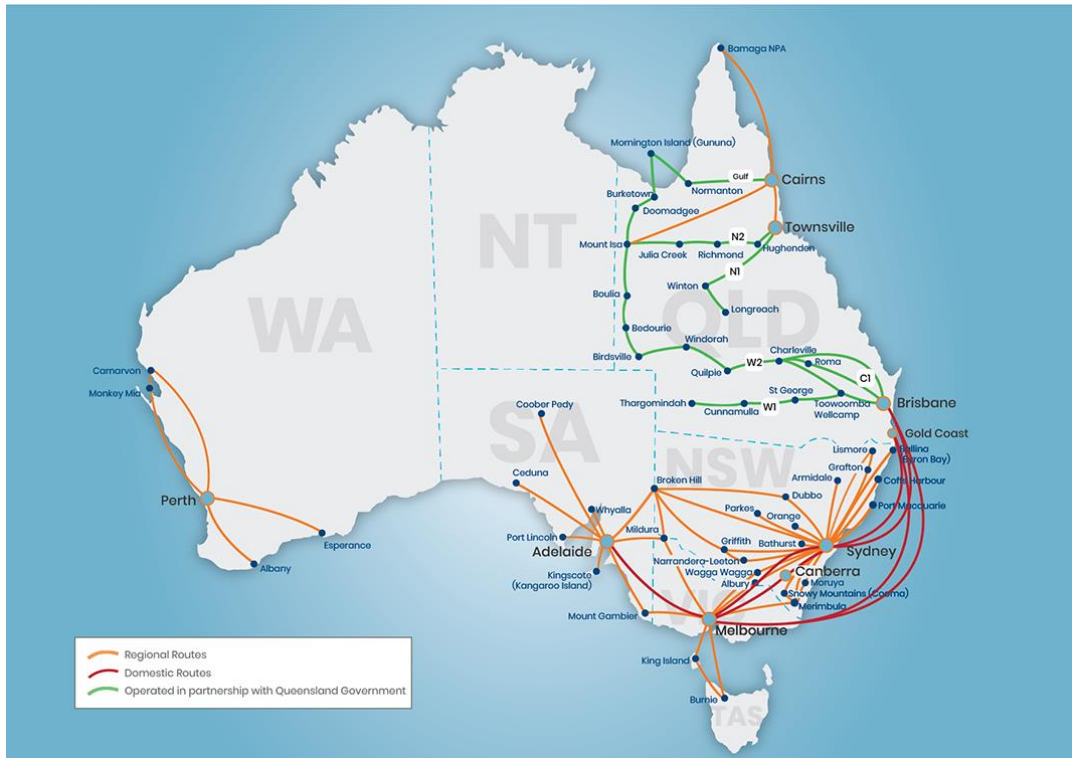 Bamaga NPA
Mornington Island (Gununa)
Gulf
Cairns
Normanton
Burketown
Doomadgee
NT
Townsville
N2
Mount Isa
Julia Creek
Richmond
Hughenden
N1
Winton
WA
Boulia
QLD
Longreach
Bedourie
Windorah
Charleville
Birdsville
W2
Roma
Quilpie
C1
Carnarvon
Monkey Mia
St George
Thargomindah
Cunnamulla
W1
Toowoomba
Wellcamp
Brisbane
Coober Pedy
SA
Gold Coast
NSW
Lismore
Ballina
(Byron Bay)
Ceduna
Grafton
Armidale
Coffs Harbour
Broken Hill
Perth
Dubbo
Whyalla
Parkes
Port Macquarie
Orange
Mildura
Port Lincoln
Esperance
Adelaide
Griffith
Bathurst
Sydney
Narrandera-Leeton
Albany
Kingscote
(Kangaroo Island)
Wagga Wagga
Canberra
Albury
Moruya
VIC
Snowy Mountains (Cooma)
Mount Gambier
Merimbula
Melbourne
King Island
Burnie
TAS
Regional Routes
Domestic Routes
Operated in partnership with Queensland Government